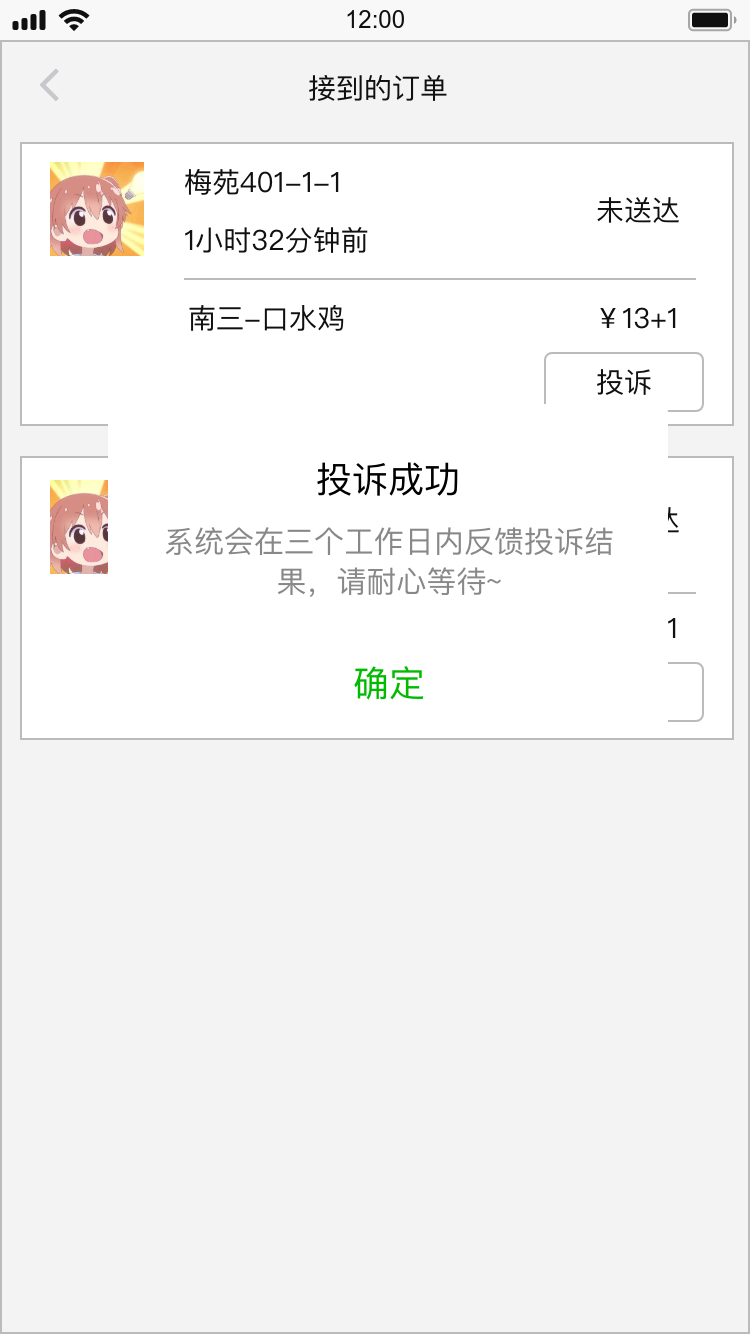 12:00
接到的订单
梅苑401-1-1
未送达
1小时32分钟前
南三-口水鸡
￥13+1
投诉
投诉成功
系统会在三个工作日内反馈投诉结
果，请耐心等待~
确定
1